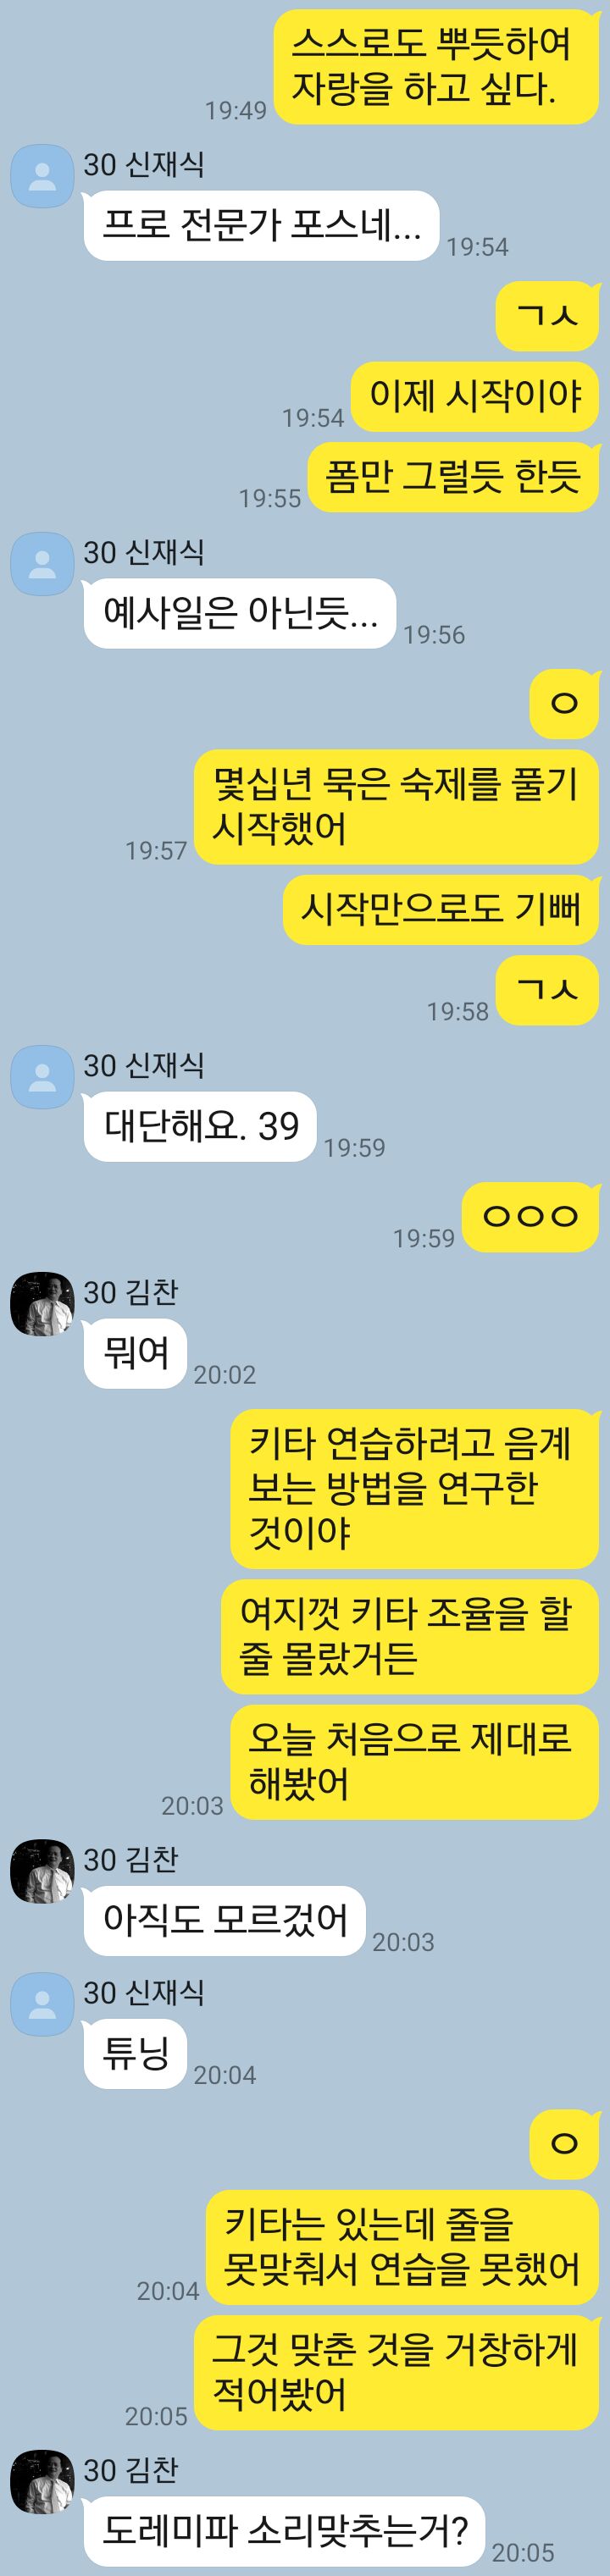 스스로도 뿌듯하여
자랑을 하고 싶다.
19:49
30 신재식
프로 전문가 포스네...
19:54
ㄱㅅ
이제 시작이야
19:54
폼만 그럴듯 한듯
19:55
30 신재식
예사일은 아닌듯...
19:56
ㅇ
몇십년 묵은 숙제를 풀기
시작했어
19:57
시작만으로도 기뻐
ㄱㅅ
19:58
30 신재식
대단해요. 39
19:59
ㅇㅇㅇ
19:59
30 김찬
뭐여
20:02
키타 연습하려고 음계
보는 방법을 연구한
것이야
여지껏 키타 조율을 할
줄 몰랐거든
오늘 처음으로 제대로
해봤어
20:03
30 김찬
아직도 모르겄어
20:03
30 신재식
튜닝
20:04
ㅇ
키타는 있는데 줄을
못맞춰서 연습을 못했어
20:04
그것 맞춘 것을 거창하게
적어봤어
20:05
30 김찬
도레미파 소리맞추는거?
20:05